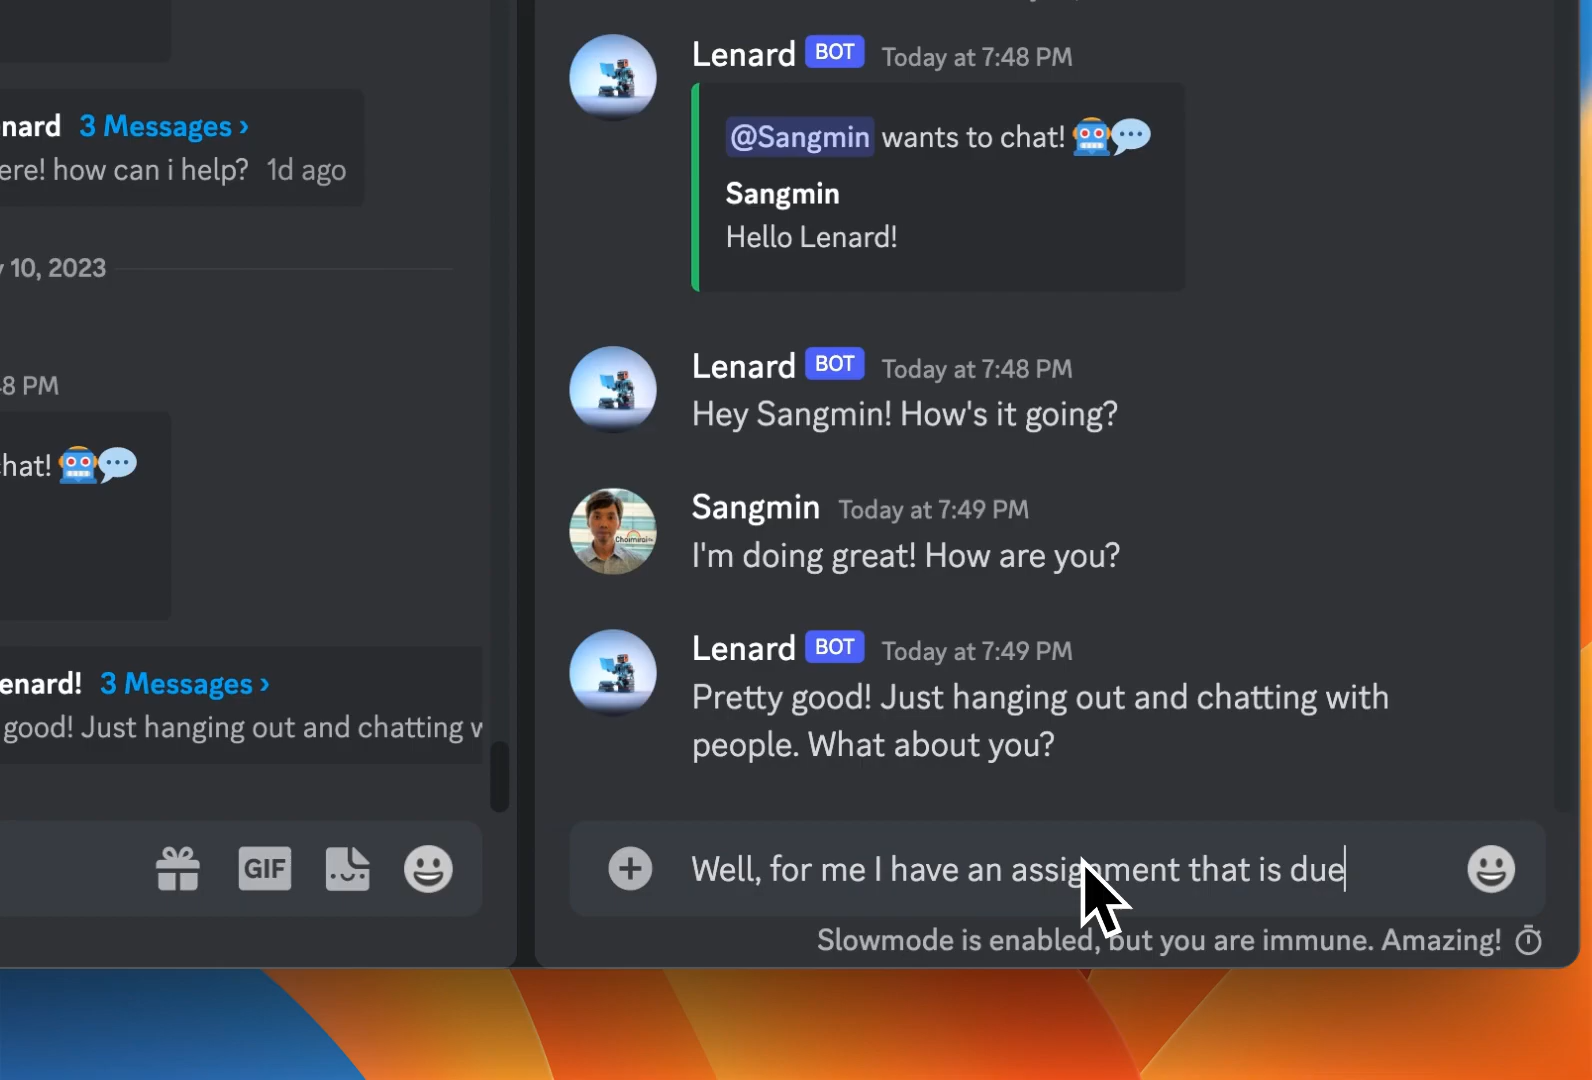 nard 3 Messages ›
ere! how can i help? 1d ago
10, 2023
8 PM
hat!
enard! 3 Messages ›
good! Just hanging out and chatting w
GIF
Lenard BOT Today at 7:48 PM
@Sangmin wants to chat!
Sangmin
Hello Lenard!
Lenard BOT Today at 7:48 PM
Hey Sangmin! How's it going?
Sangmin Today at 7:49 PM
I'm doing great! How are you?
Lenard BOT Today at 7:49 PM
Pretty good! Just hanging out and chatting with
people. What about you?
Well, for me I have an assignment that is due
Slowmode is enabled, but you are immune. Amazing!